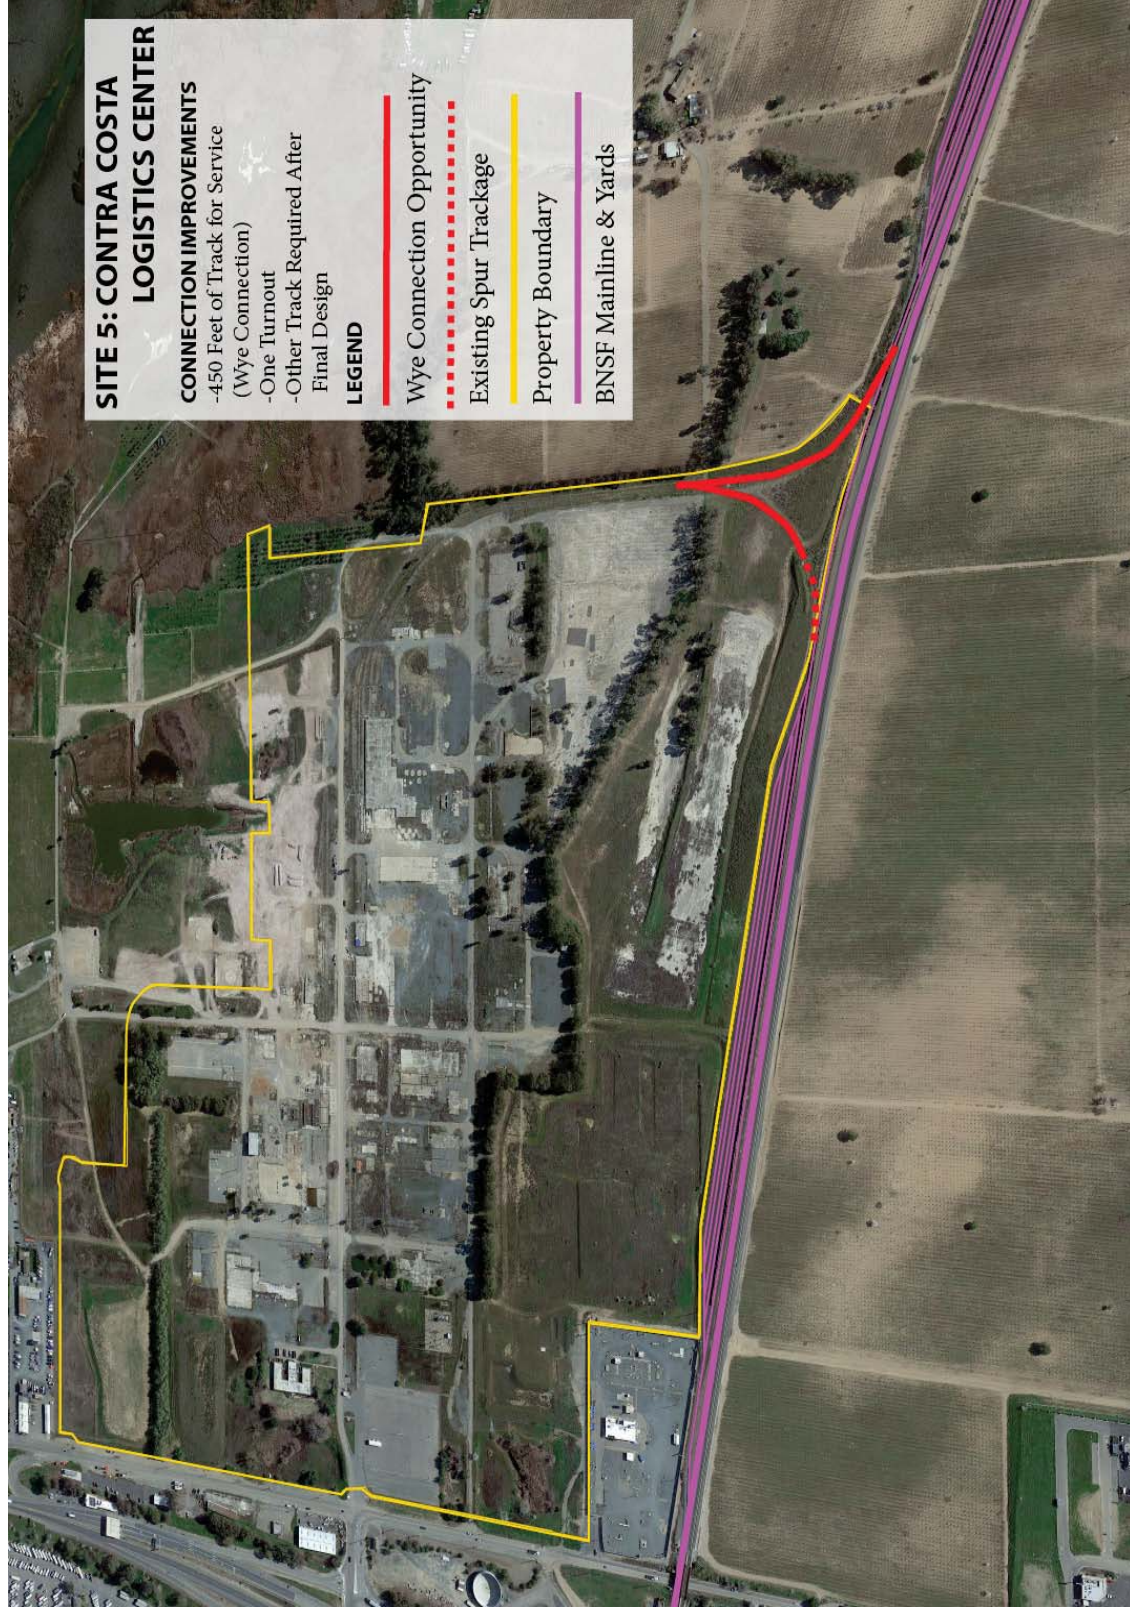 SITE 5: CONTRA COSTA
LOGISTICS CENTER
CONNECTION IMPROVEMENTS
-450 Feet of Track for Service
(Wye Connection)
-One Turnout
-Other Track Required After
Final Design
LEGEND
Wye Connection Opportunity
Existing Spur Trackage
Property Boundary
BNSF Mainline & Yards